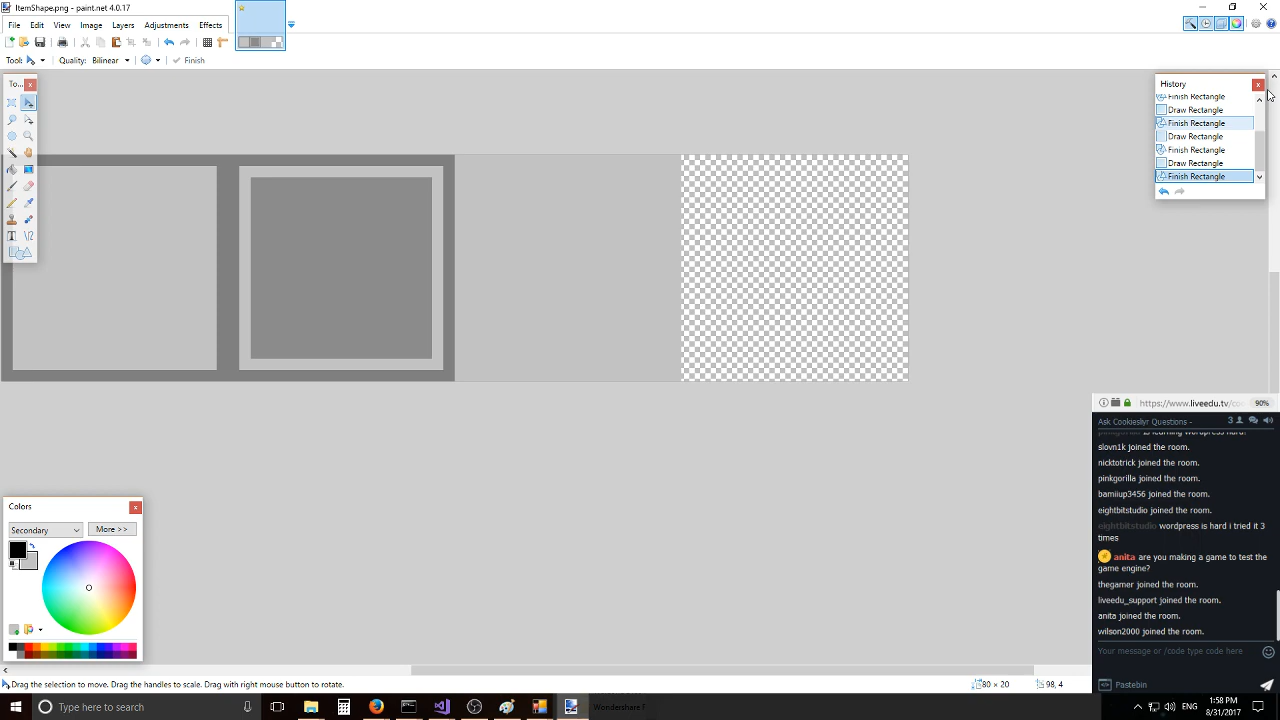 ItemShape.png - paint.net 4.0.17
File Edit View Image Layers Adjustments Effects
Tool Quality: Bilinear Finish
To...
History
Finish Rectangle
Draw Rectangle
Finish Rectangle
Draw Rectangle
Finish Rectangle
Draw Rectangle
Finish Rectangle
https://www.liveedu.tv/co 90%
Ask Cookieslyr Questions - 3
slovn1k joined the room.
nicktotrick joined the room.
pinkgorilla joined the room.
bamiiup3456 joined the room.
eightbitstudio joined the room.
eightbitstudio wordpress is hard i tried it 3
times
anita are you making a game to test the
game engine?
thegamer joined the room.
liveedu_support joined the room.
anita joined the room.
wilson2000 joined the room.
Your message or /code type code here
Pastebin
Colors
Secondary More >>
Drag the selection to move. Drag the handles to scale. Drag with right mouse button to rotate.
80 × 20 98, 4
Type here to search
Wondershare
ENG
1:58 PM
8/31/2017